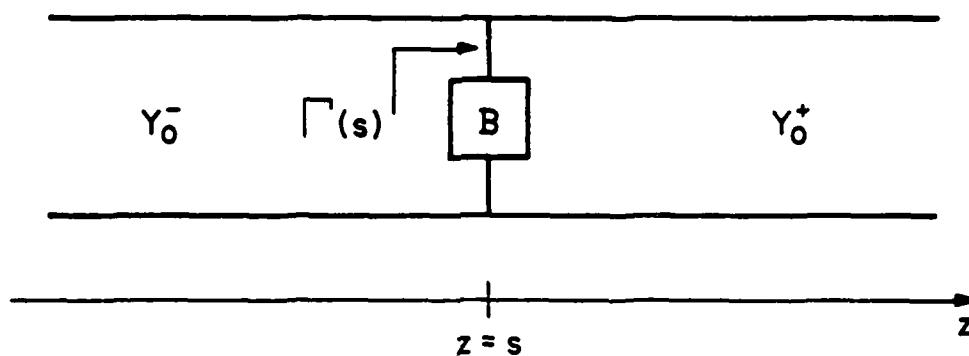 Y₀⁻
Γ(s)
B
Y₀⁺
z = s
z